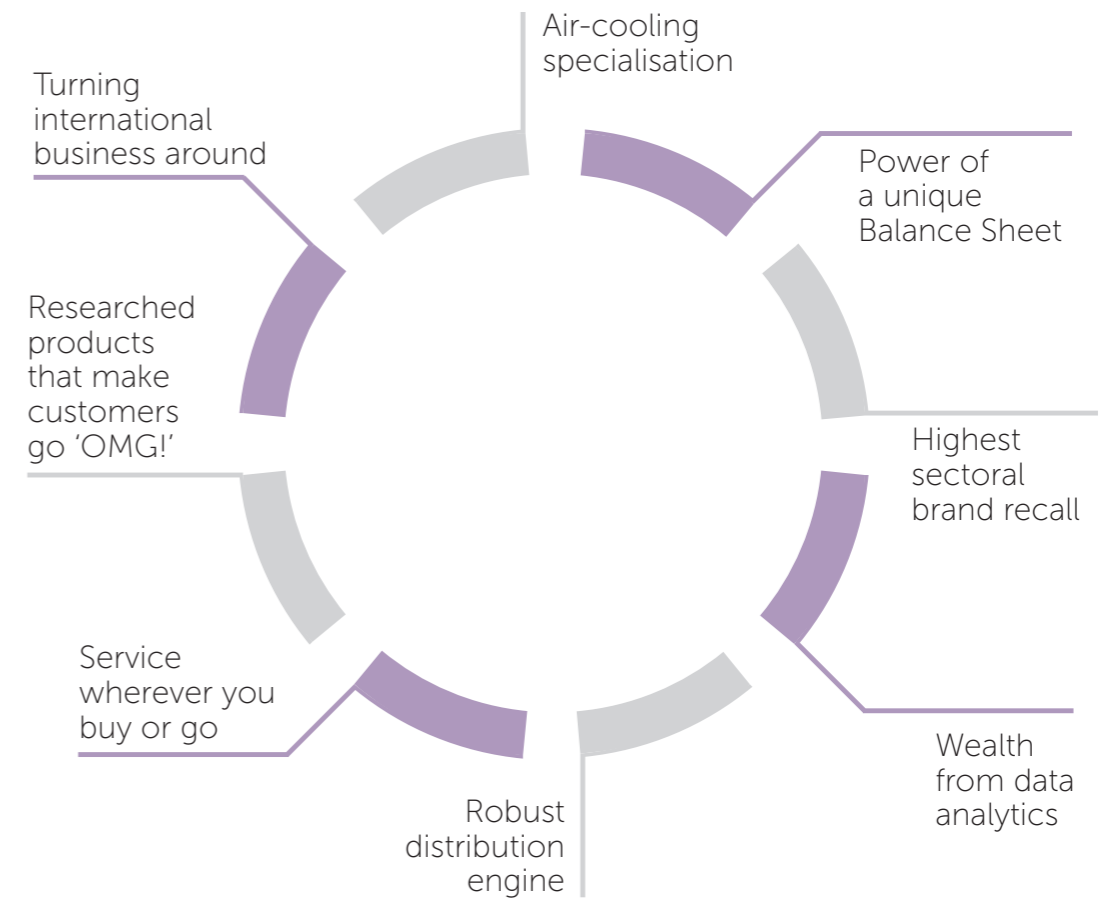 Air-cooling
specialisation
Power of
a unique
Balance Sheet
Highest
sectoral
brand recall
Wealth
from data
analytics
Robust
distribution
engine
Service
wherever you
buy or go
Researched
products
that make
customers
go ‘OMG!’
Turning
international
business around